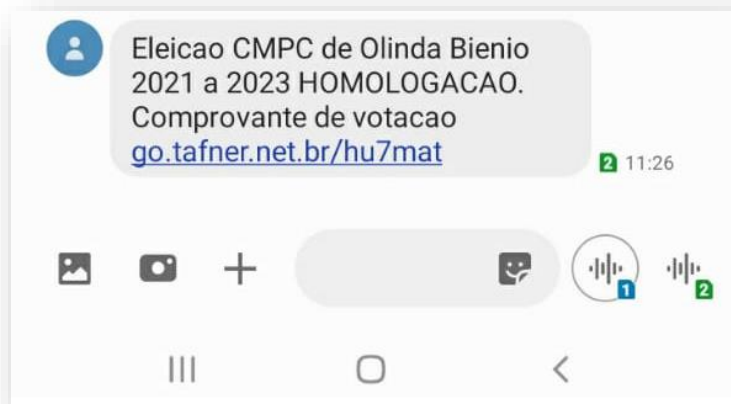 Eleicao CMPC de Olinda Bienio
2021 a 2023 HOMOLOGACAO.
Comprovante de votacao
go.tafner.net.br/hu7mat
2 11:26
1
2